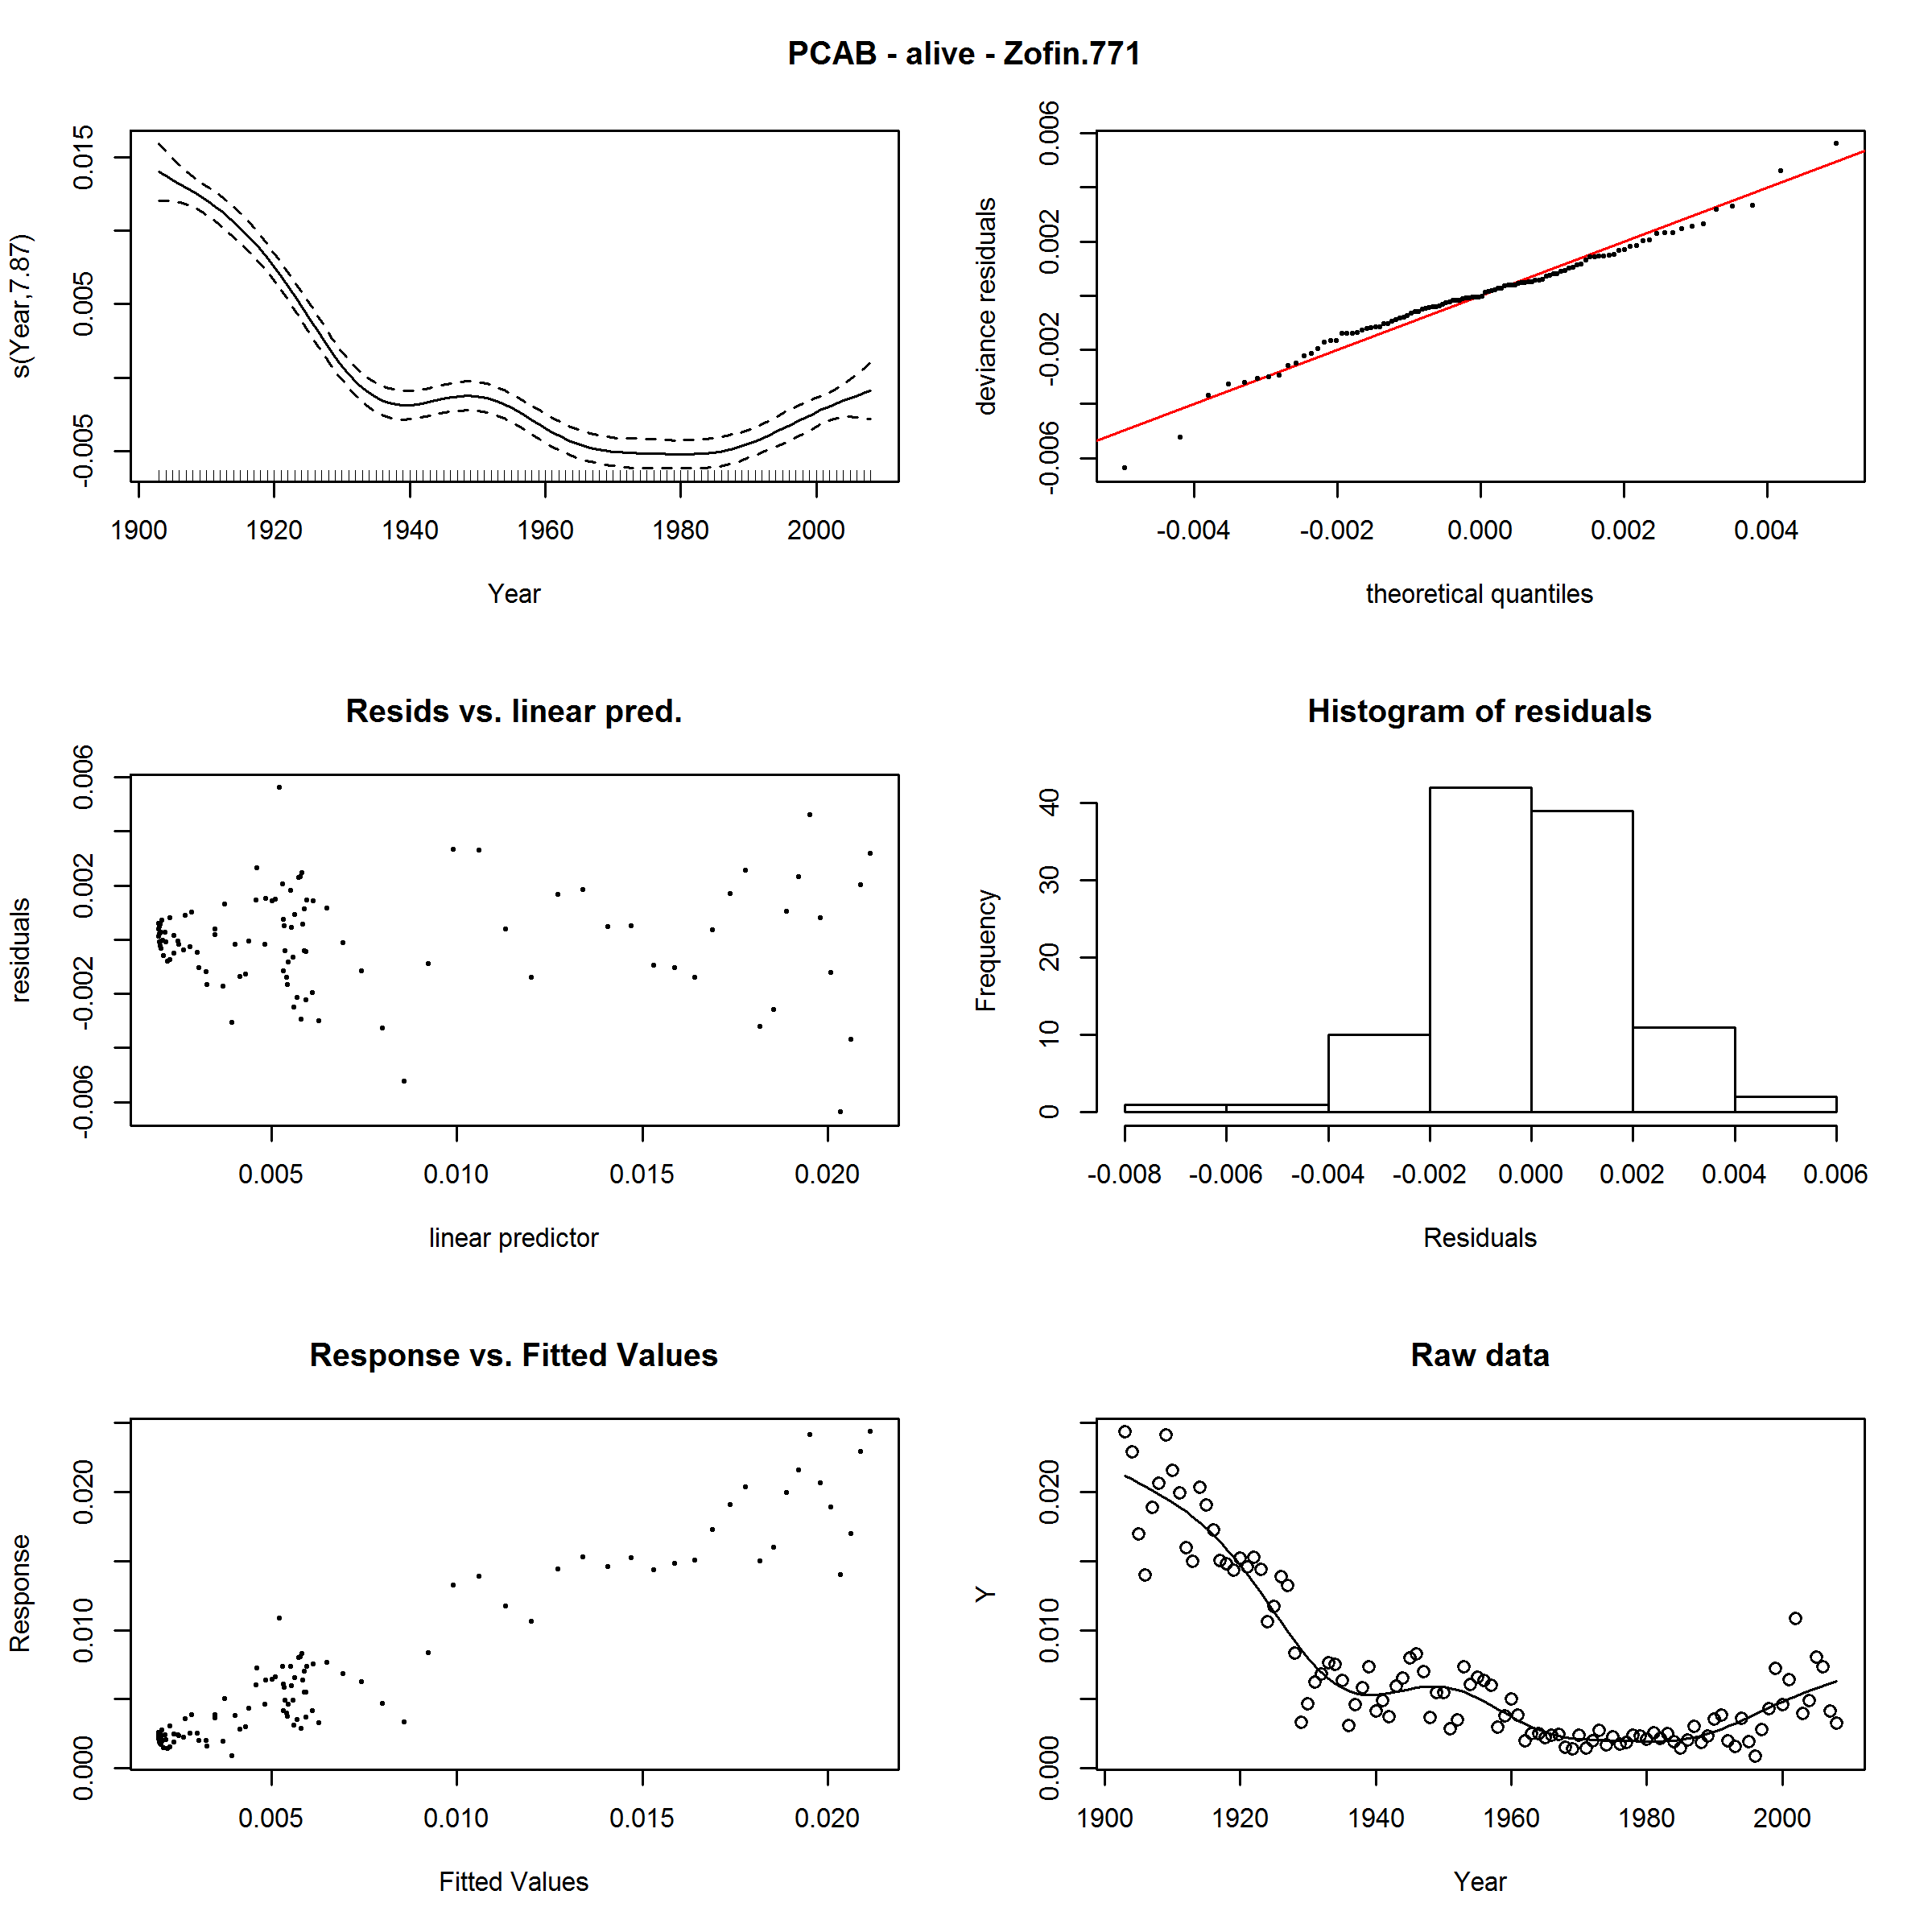 PCAB - alive - Zofin.771
s(Year,7.87)
-0.005 0.005 0.015
1900 1920 1940 1960 1980 2000
Year
deviance residuals
-0.006 -0.002 0.002 0.006
-0.004 -0.002 0.000 0.002 0.004
theoretical quantiles
Resids vs. linear pred.
residuals
-0.006 -0.002 0.002 0.006
0.005 0.010 0.015 0.020
linear predictor
Histogram of residuals
Frequency
0 10 20 30 40
-0.008 -0.006 -0.004 -0.002 0.000 0.002 0.004 0.006
Residuals
Response vs. Fitted Values
Response
0.000 0.010 0.020
0.005 0.010 0.015 0.020
Fitted Values
Raw data
Y
0.000 0.010 0.020
1900 1920 1940 1960 1980 2000
Year